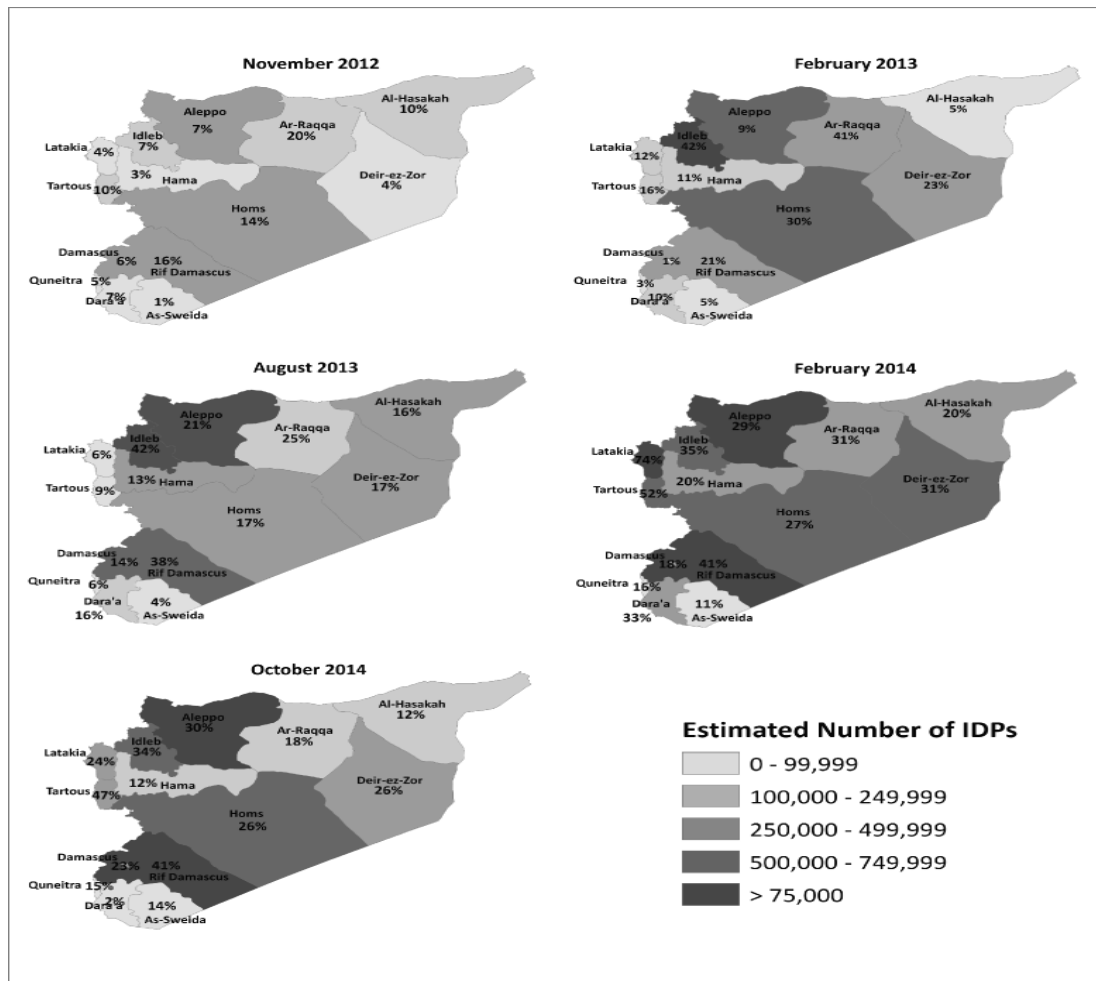 November 2012
Al-Hasakah
10%
Aleppo
7%
Ar-Raqqa
20%
Idleb
7%
Latakia
4%
3%
Hama
Deir-ez-Zor
4%
Tartous
10%
Homs
14%
Damascus
6%
16%
Rif Damascus
Quneitra
5%
7%
Dara'a
1%
As-Sweida
February 2013
Al-Hasakah
5%
Aleppo
9%
Ar-Raqqa
41%
Idleb
42%
Latakia
12%
11%
Hama
Deir-ez-Zor
23%
Tartous
16%
Homs
30%
Damascus
1%
21%
Rif Damascus
Quneitra
3%
10%
Dara'a
5%
As-Sweida
August 2013
Al-Hasakah
16%
Aleppo
21%
Ar-Raqqa
25%
Idleb
42%
Latakia
6%
13%
Hama
Deir-ez-Zor
17%
Tartous
9%
Homs
17%
Damascus
14%
38%
Rif Damascus
Quneitra
6%
Dara'a
16%
4%
As-Sweida
February 2014
Al-Hasakah
20%
Aleppo
29%
Ar-Raqqa
31%
Idleb
35%
Latakia
74%
20%
Hama
Deir-ez-Zor
31%
Tartous
52%
Homs
27%
Damascus
18%
41%
Rif Damascus
Quneitra
16%
Dara'a
33%
11%
As-Sweida
October 2014
Al-Hasakah
12%
Aleppo
30%
Ar-Raqqa
18%
Idleb
34%
Latakia
24%
12%
Hama
Deir-ez-Zor
26%
Tartous
47%
Homs
26%
Damascus
23%
41%
Rif Damascus
Quneitra
15%
2%
Dara'a
14%
As-Sweida
Estimated Number of IDPs
0 - 99,999
100,000 - 249,999
250,000 - 499,999
500,000 - 749,999
> 75,000